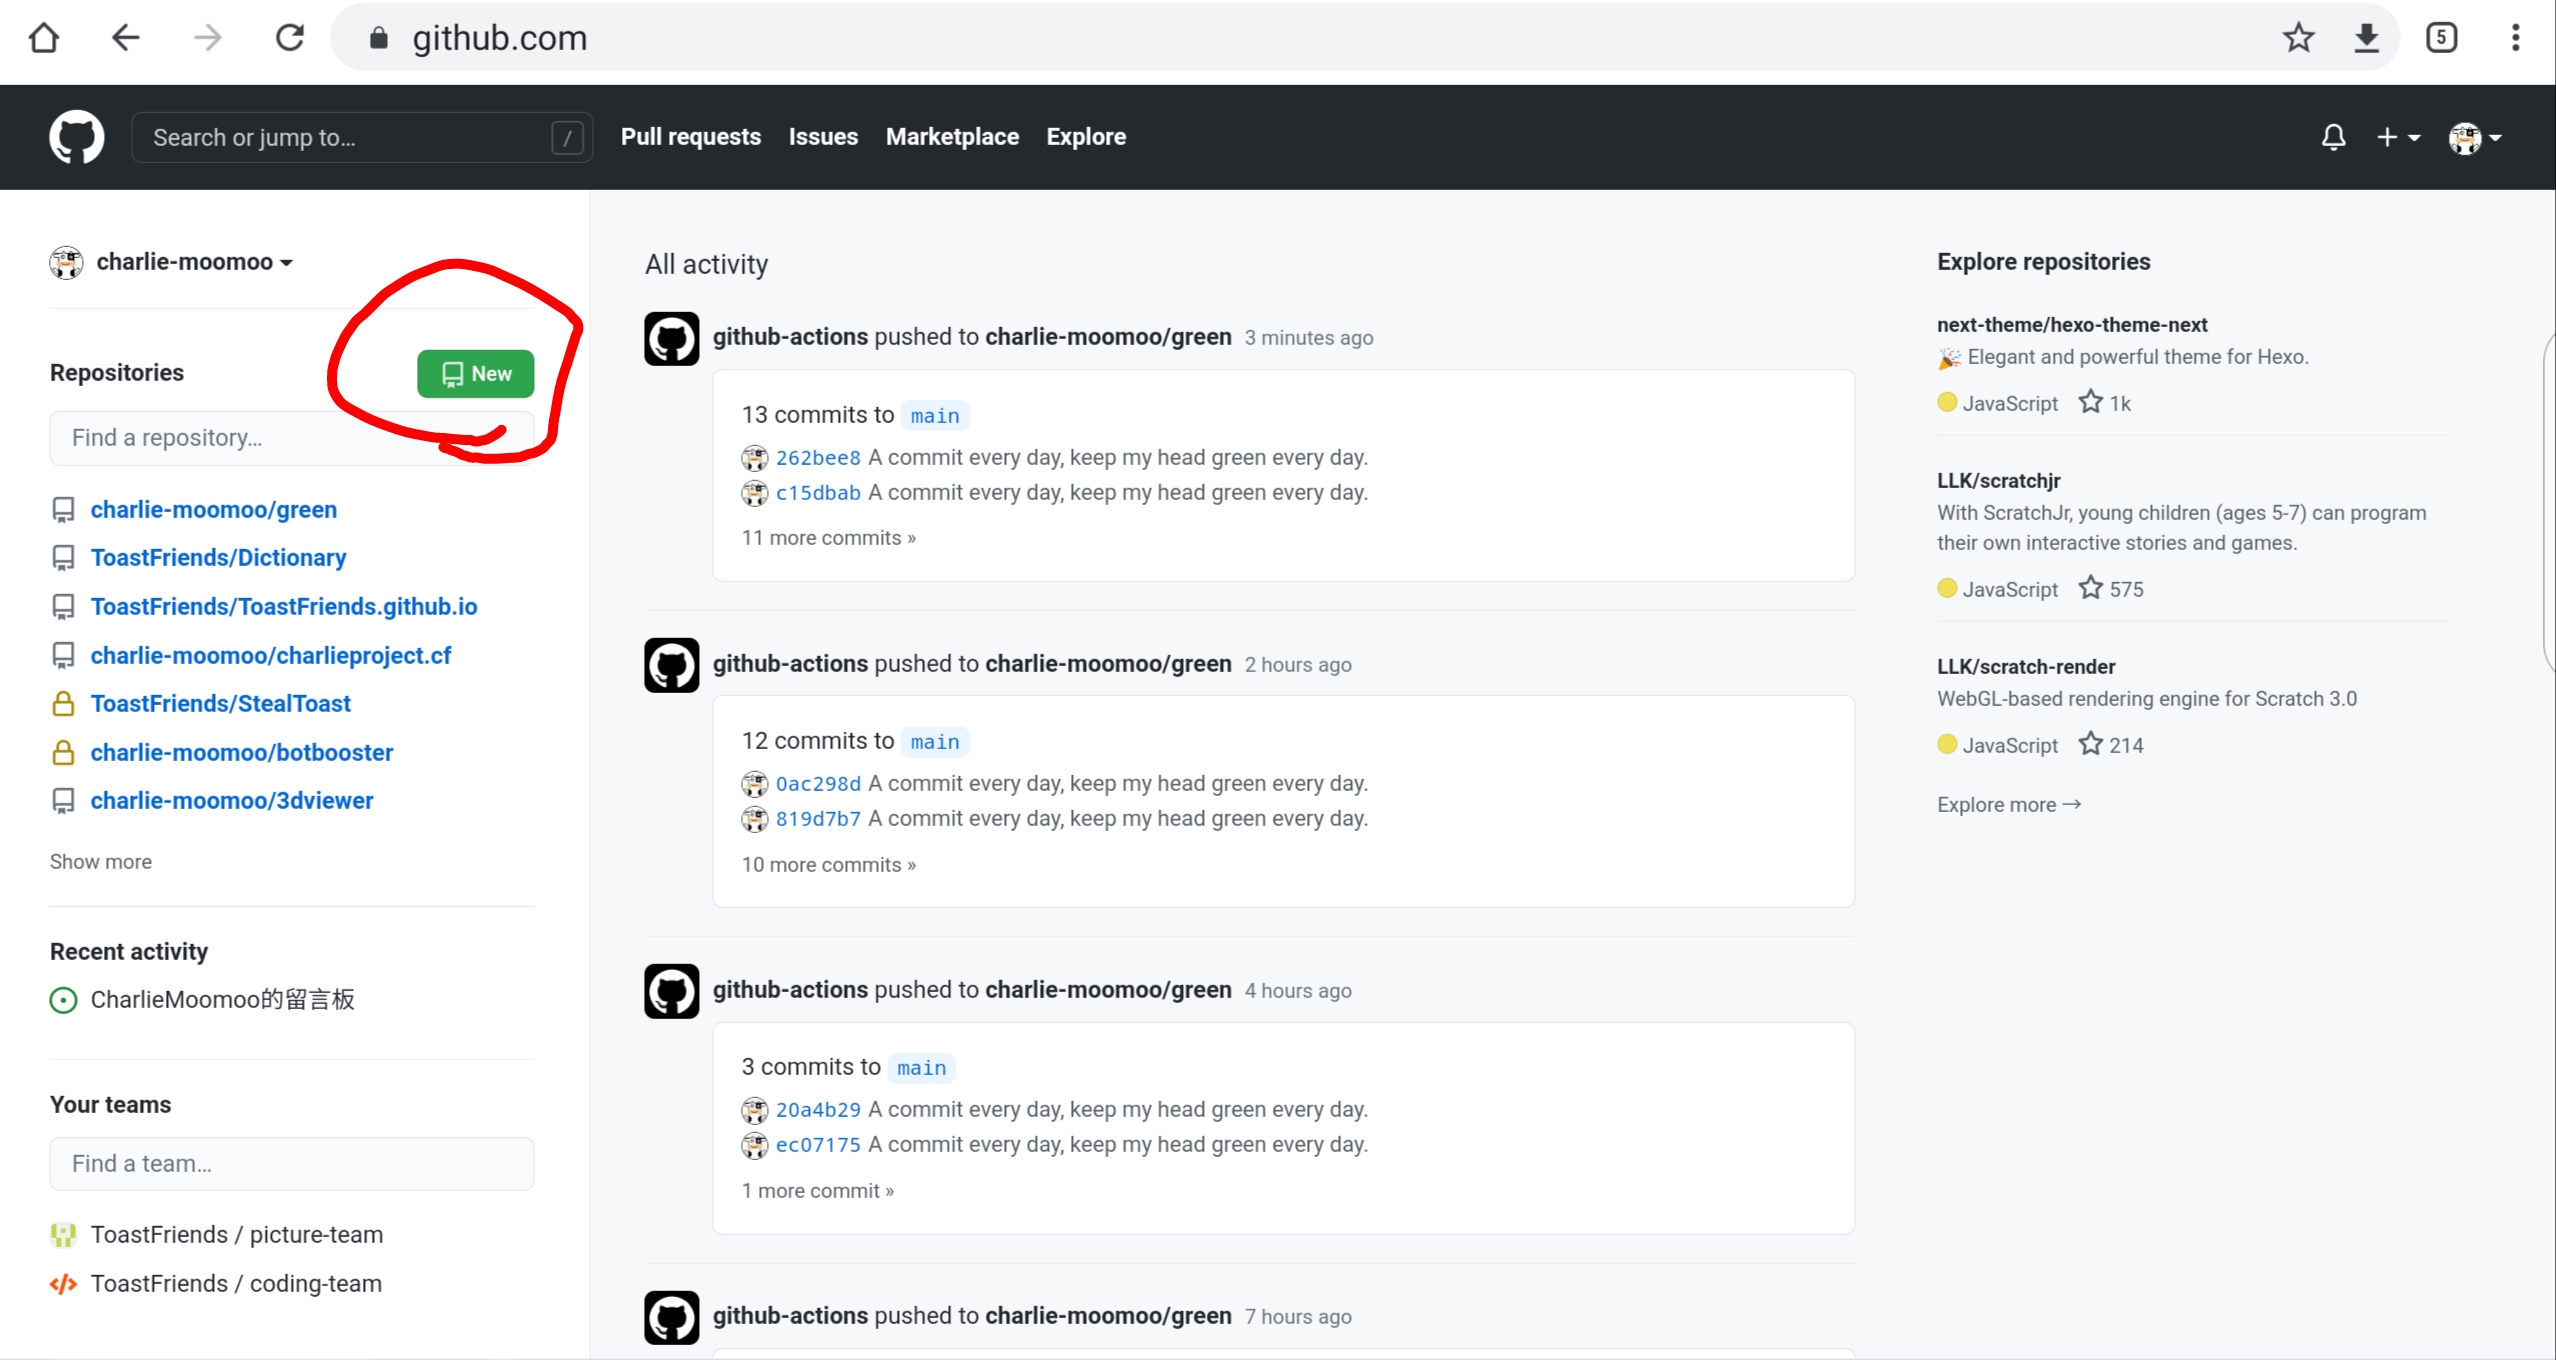 github.com
5
Search or jump to…
/
Pull requests Issues Marketplace Explore
charlie-moomoo
Repositories
New
Find a repository…
charlie-moomoo/green
ToastFriends/Dictionary
ToastFriends/ToastFriends.github.io
charlie-moomoo/charlieproject.cf
ToastFriends/StealToast
charlie-moomoo/botbooster
charlie-moomoo/3dviewer
Show more
Recent activity
CharlieMoomoo的留言板
Your teams
Find a team…
ToastFriends / picture-team
ToastFriends / coding-team
All activity
github-actions pushed to charlie-moomoo/green 3 minutes ago
13 commits to main
262bee8 A commit every day, keep my head green every day.
c15dbab A commit every day, keep my head green every day.
11 more commits »
github-actions pushed to charlie-moomoo/green 2 hours ago
12 commits to main
0ac298d A commit every day, keep my head green every day.
819d7b7 A commit every day, keep my head green every day.
10 more commits »
github-actions pushed to charlie-moomoo/green 4 hours ago
3 commits to main
20a4b29 A commit every day, keep my head green every day.
ec07175 A commit every day, keep my head green every day.
1 more commit »
github-actions pushed to charlie-moomoo/green 7 hours ago
Explore repositories
next-theme/hexo-theme-next
🎉 Elegant and powerful theme for Hexo.
JavaScript 1k
LLK/scratchjr
With ScratchJr, young children (ages 5-7) can program
their own interactive stories and games.
JavaScript 575
LLK/scratch-render
WebGL-based rendering engine for Scratch 3.0
JavaScript 214
Explore more →